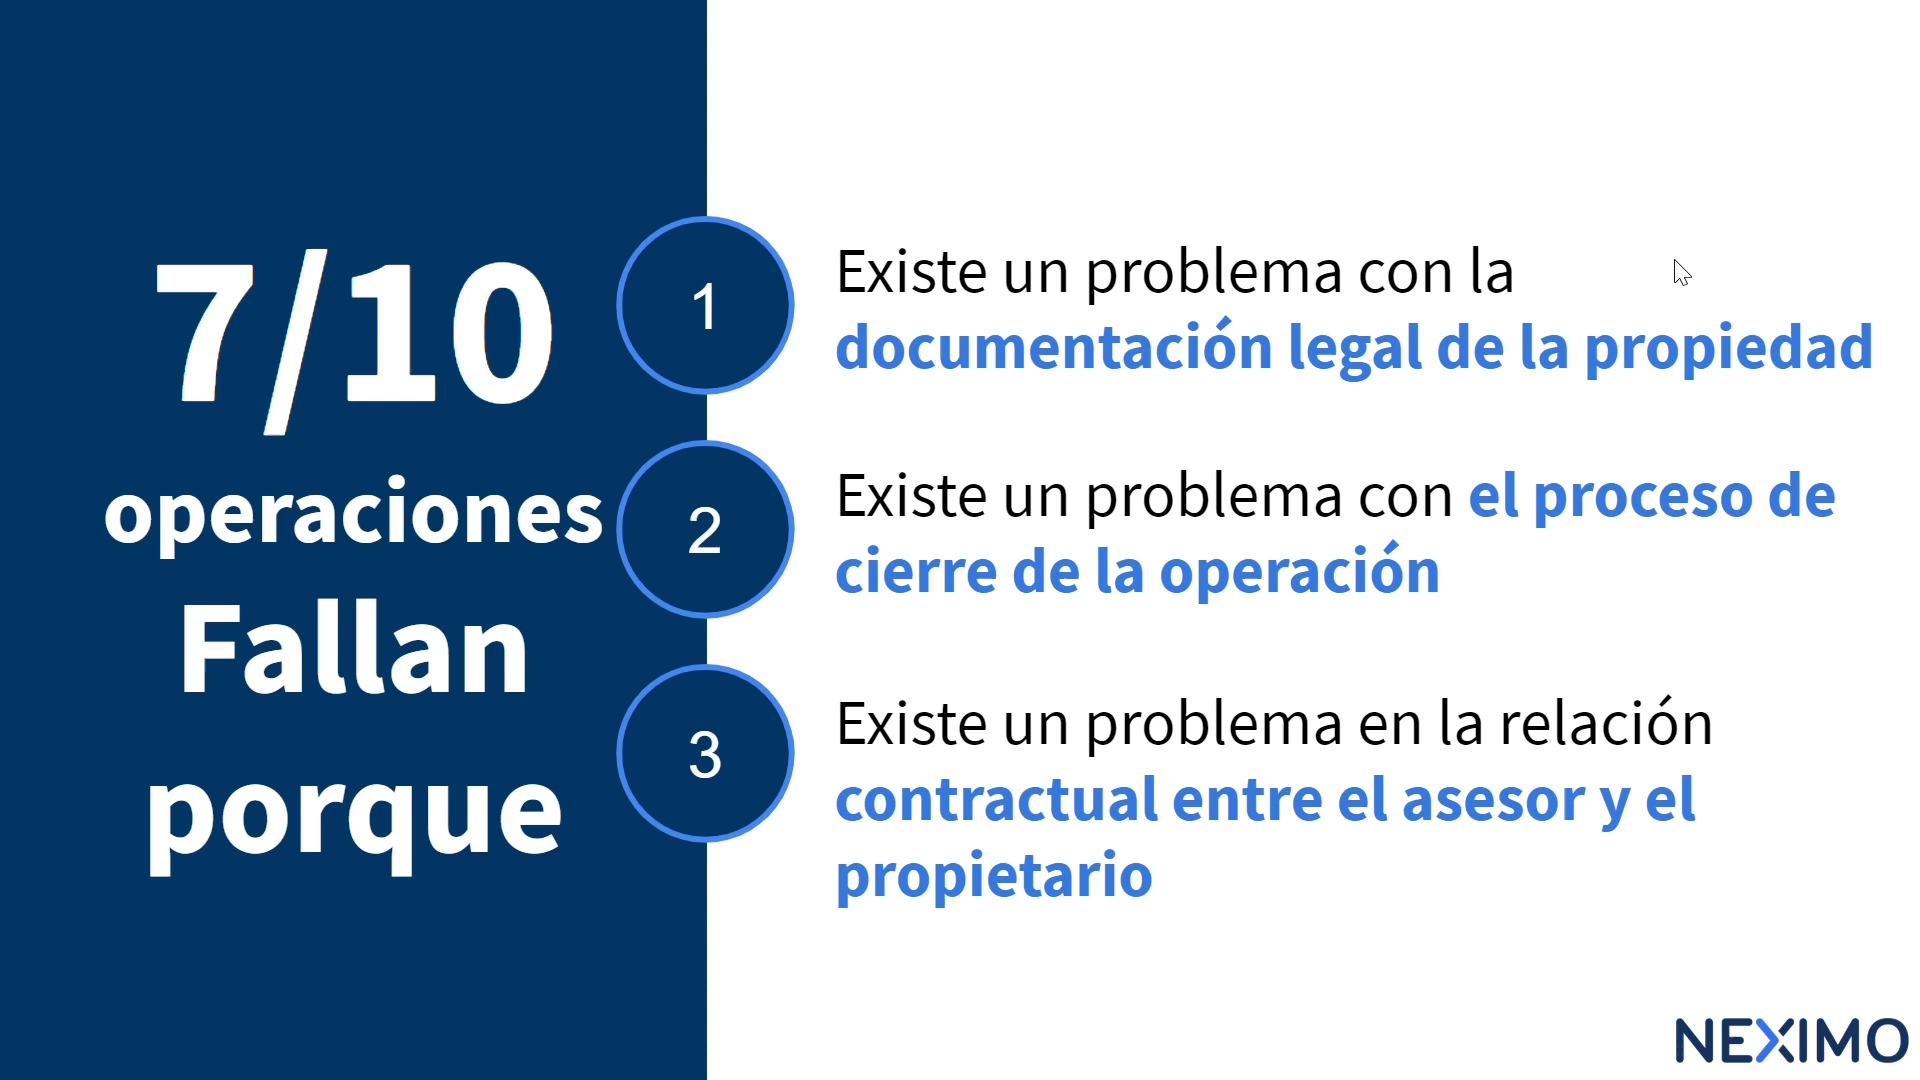 7/10
operaciones
Fallan
porque
1
Existe un problema con la
documentación legal de la propiedad
2
Existe un problema con el proceso de
cierre de la operación
3
Existe un problema en la relación
contractual entre el asesor y el
propietario
NEXIMO